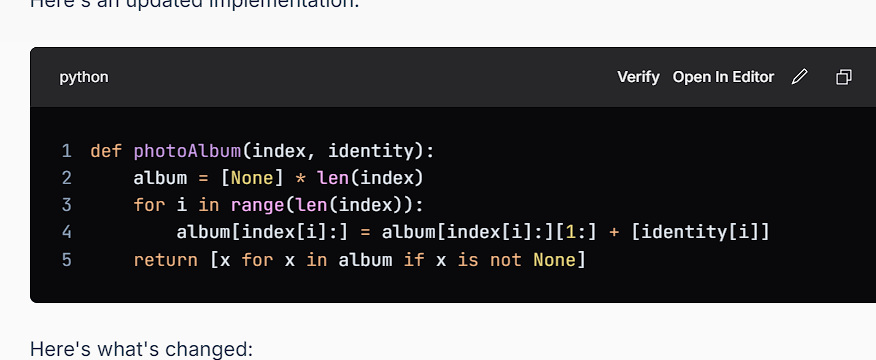 Here's an updated implementation:
python
Verify Open In Editor
1 def photoAlbum(index, identity):
2     album = [None] * len(index)
3     for i in range(len(index)):
4         album[index[i]:] = album[index[i]:][1:] + [identity[i]]
5     return [x for x in album if x is not None]
Here's what's changed: